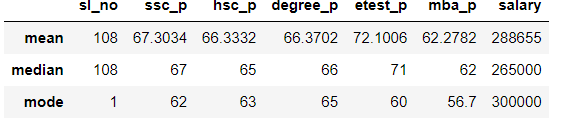 sl_no ssc_p hsc_p degree_p etest_p mba_p salary
mean 108 67.3034 66.3332 66.3702 72.1006 62.2782 288655
median 108 67 65 66 71 62 265000
mode 1 62 63 65 60 56.7 300000